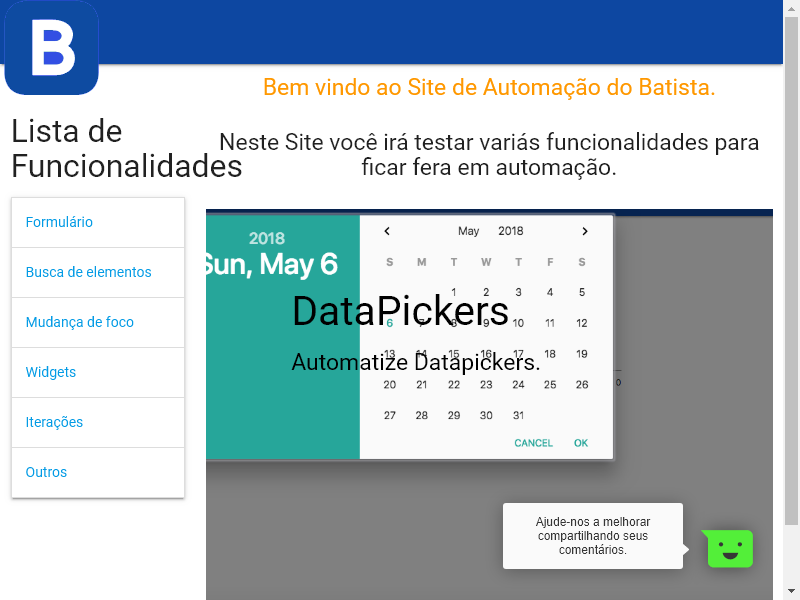 B
Bem vindo ao Site de Automação do Batista.
Lista de
Funcionalidades
Neste Site você irá testar variás funcionalidades para
ficar fera em automação.
Formulário
Busca de elementos
Mudança de foco
Widgets
Iterações
Outros
2018
Sun, May 6
May 2018
S M T W T F S
1 2 3 4 5
6 7 8 9 10 11 12
13 14 15 16 17 18 19
20 21 22 23 24 25 26
27 28 29 30 31
CANCEL OK
DataPickers
Automatize Datapickers.
Ajude-nos a melhorar
compartilhando seus
comentários.